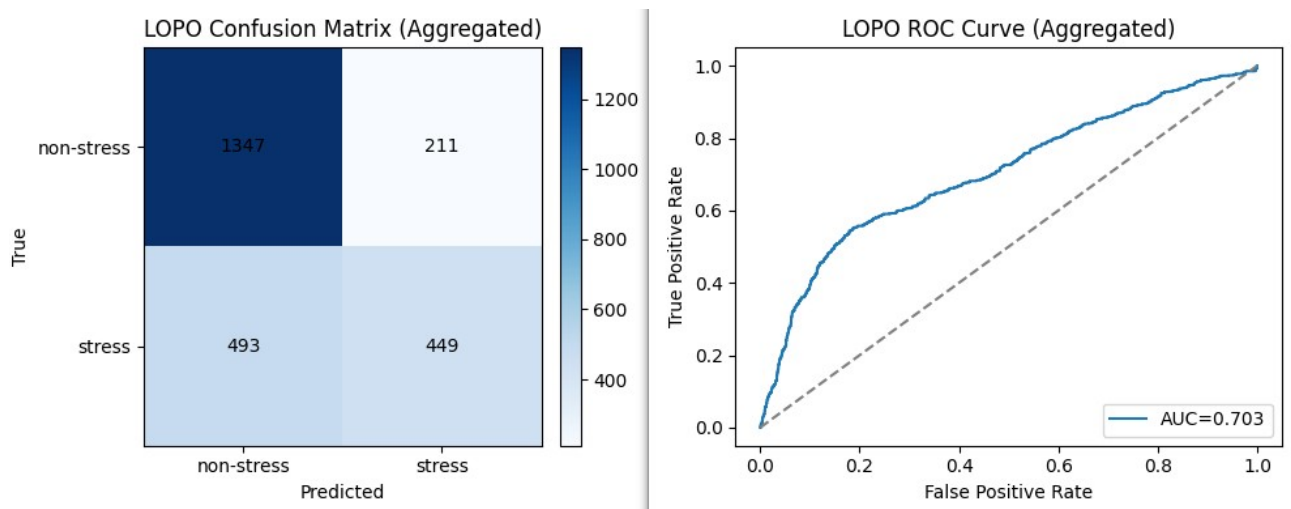 LOPO Confusion Matrix (Aggregated)
True
non-stress
stress
1347
211
493
449
non-stress
stress
Predicted
1200
1000
800
600
400
LOPO ROC Curve (Aggregated)
True Positive Rate
1.0
0.8
0.6
0.4
0.2
0.0
0.0
0.2
0.4
0.6
0.8
1.0
False Positive Rate
AUC=0.703